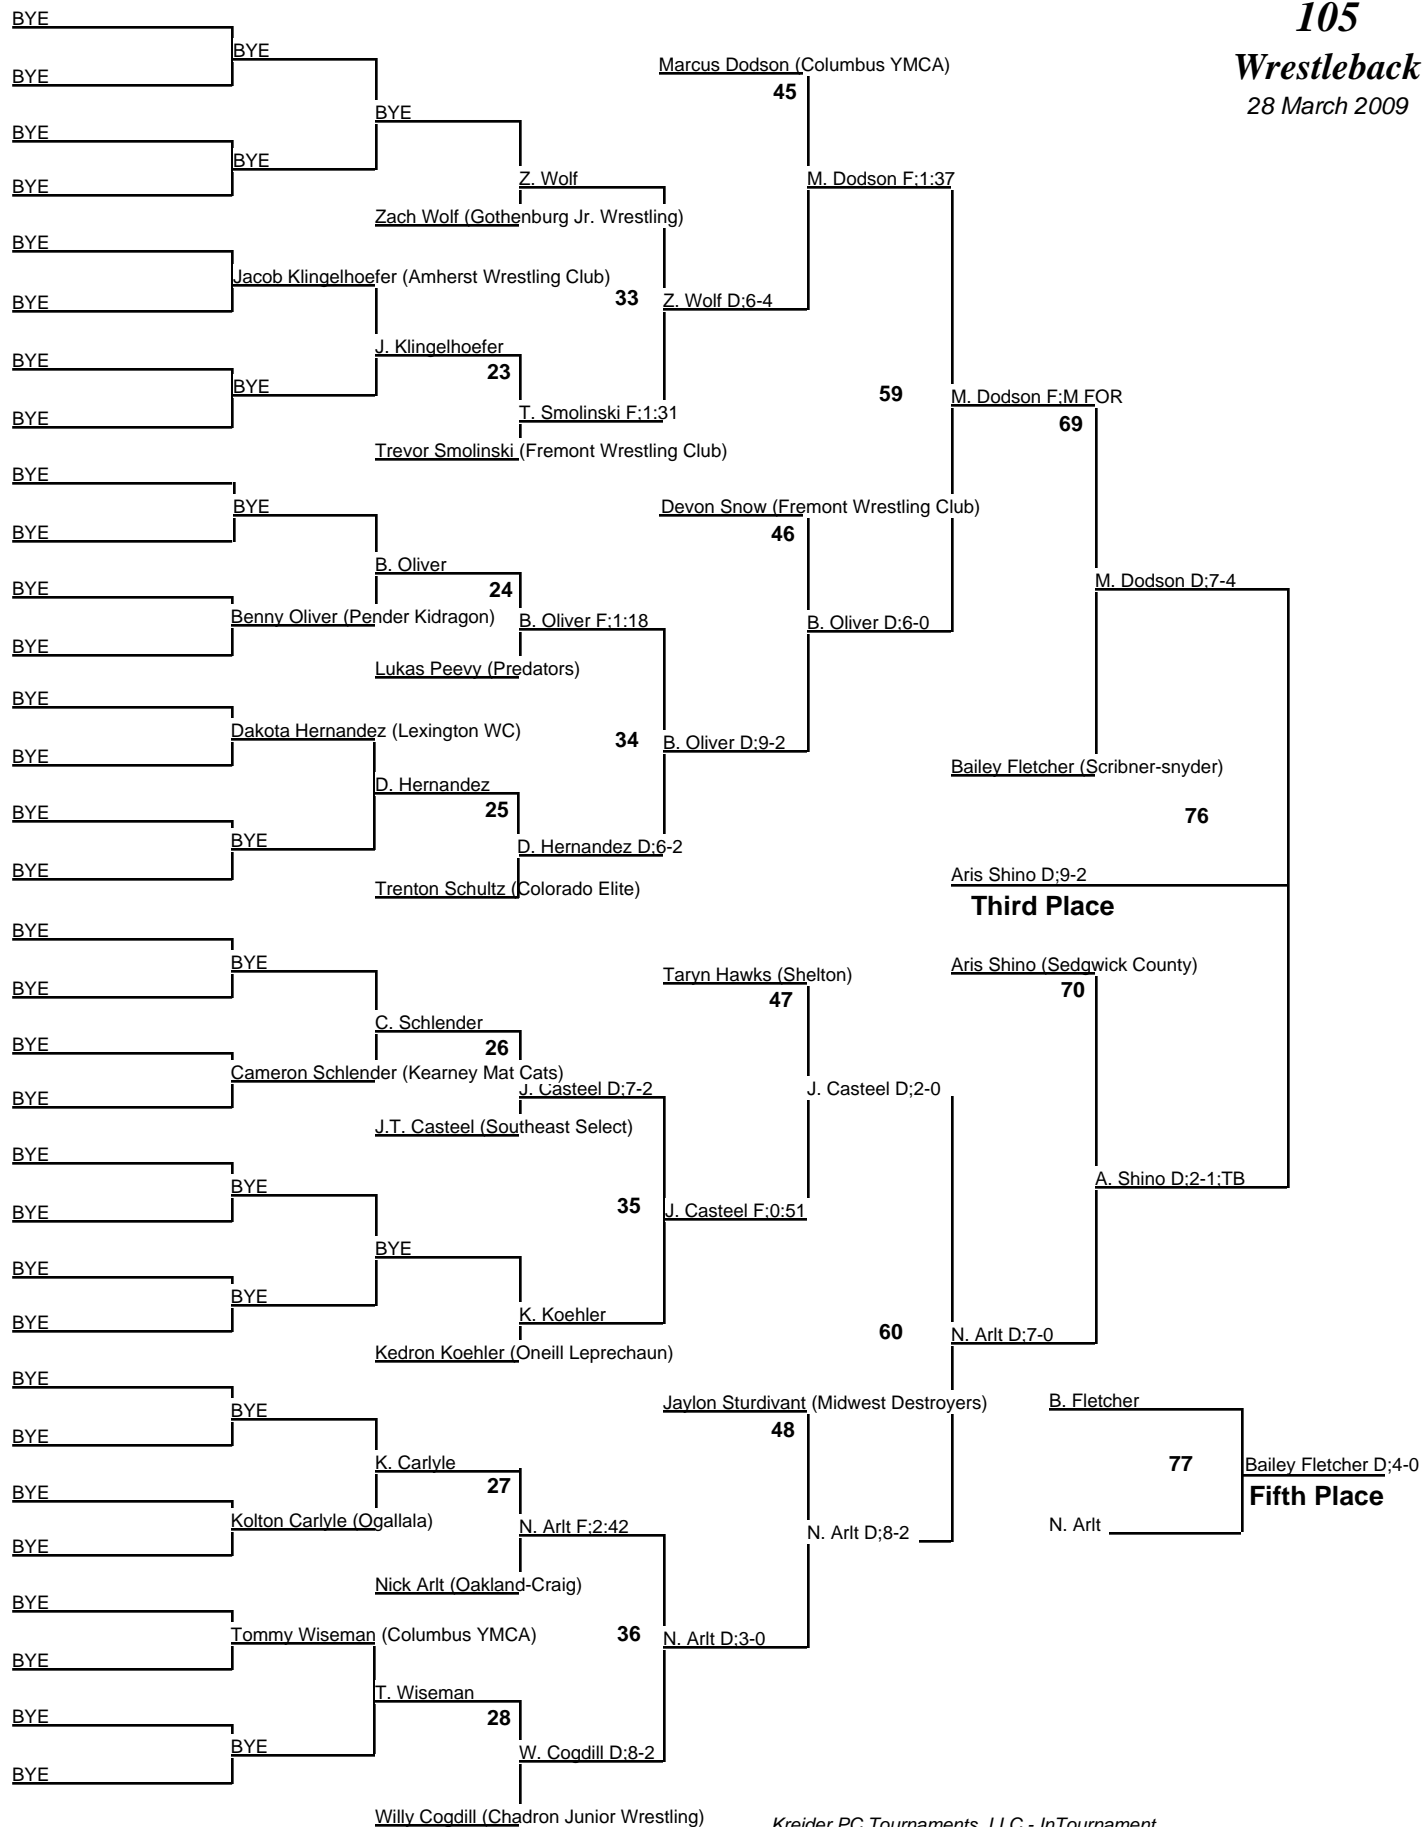 105
Wrestleback
28 March 2009
BYE
BYE
BYE
Marcus Dodson (Columbus YMCA)
45
BYE
BYE
BYE
BYE
Z. Wolf
M. Dodson F;1:37
BYE
Zach Wolf (Gothenburg Jr. Wrestling)
BYE
Jacob Klingelhoefer (Amherst Wrestling Club)
33
Z. Wolf D;6-4
BYE
J. Klingelhoefer
BYE
23
BYE
59
M. Dodson F;M FOR
T. Smolinski F;1:31
69
BYE
Trevor Smolinski (Fremont Wrestling Club)
BYE
BYE
Devon Snow (Fremont Wrestling Club)
46
BYE
B. Oliver
M. Dodson D;7-4
BYE
24
Benny Oliver (Pender Kidragon)
B. Oliver F;1:18
B. Oliver D;6-0
BYE
Lukas Peevy (Predators)
BYE
Dakota Hernandez (Lexington WC)
34
B. Oliver D;9-2
BYE
Bailey Fletcher (Scribner-snyder)
D. Hernandez
25
BYE
76
BYE
D. Hernandez D;6-2
BYE
Aris Shino D;9-2
Trenton Schultz (Colorado Elite)
Third Place
BYE
BYE
Taryn Hawks (Shelton)
Aris Shino (Sedgwick County)
BYE
47
70
C. Schlender
BYE
26
Cameron Schlender (Kearney Mat Cats)
J. Casteel D;7-2
J. Casteel D;2-0
BYE
J.T. Casteel (Southeast Select)
BYE
BYE
A. Shino D;2-1;TB
35
J. Casteel F;0:51
BYE
BYE
BYE
BYE
K. Koehler
BYE
60
N. Arlt D;7-0
Kedron Koehler (Oneill Leprechaun)
BYE
BYE
Jaylon Sturdivant (Midwest Destroyers)
B. Fletcher
48
BYE
K. Carlyle
77
Bailey Fletcher D;4-0
27
BYE
Fifth Place
Kolton Carlyle (Ogallala)
N. Arlt F;2:42
N. Arlt D;8-2
N. Arlt
BYE
Nick Arlt (Oakland-Craig)
BYE
Tommy Wiseman (Columbus YMCA)
36
N. Arlt D;3-0
BYE
T. Wiseman
28
BYE
BYE
W. Cogdill D;8-2
BYE
Willy Cogdill (Chadron Junior Wrestling)
Kreider PC Tournaments, LLC - InTournament